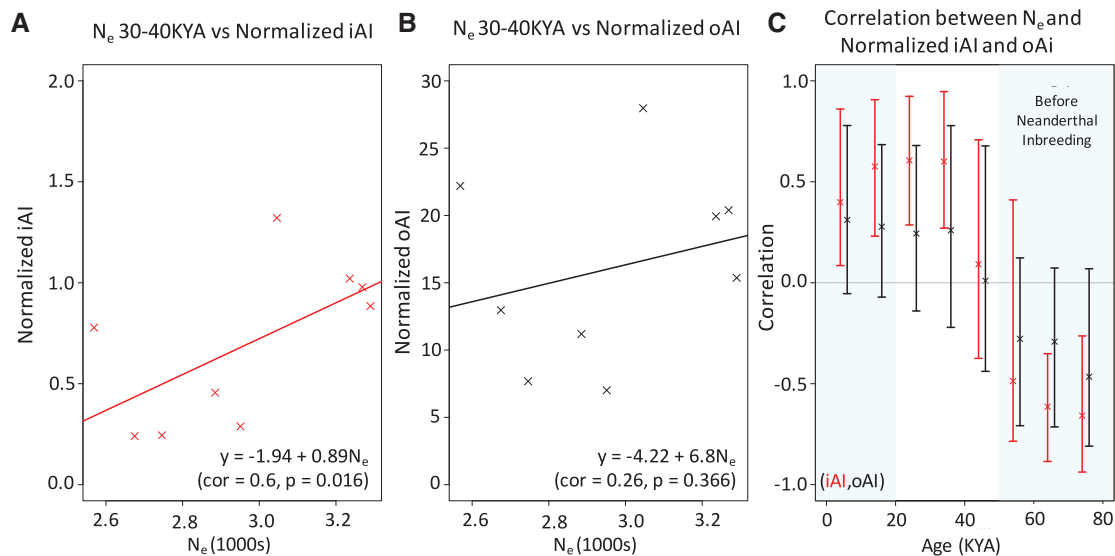 A
Nₑ 30-40KYA vs Normalized iAI
Normalized iAI
2.0
1.5
1.0
0.5
0.0
y = -1.94 + 0.89Nₑ
(cor = 0.6, p = 0.016)
2.6
2.8
3.0
3.2
Nₑ (1000s)
B
Nₑ 30-40KYA vs Normalized oAI
Normalized oAI
30
25
20
15
10
5
0
y = -4.22 + 6.8Nₑ
(cor = 0.26, p = 0.366)
2.6
2.8
3.0
3.2
Nₑ (1000s)
C
Correlation between Nₑ and
Normalized iAI and oAi
Correlation
1.0
0.5
0.0
-0.5
-1.0
Before
Neanderthal
Inbreeding
(iAI,oAI)
0
20
40
60
80
Age (KYA)